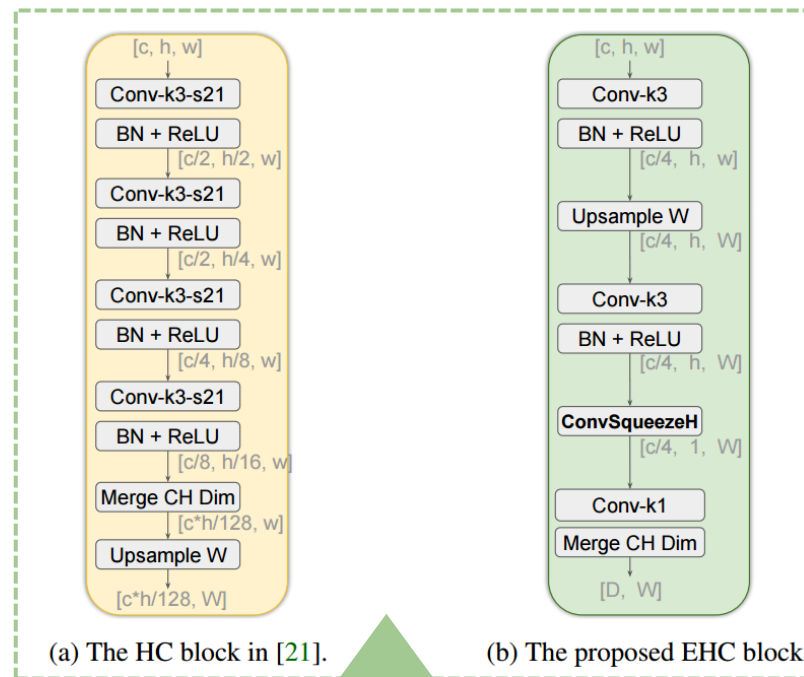 [c, h, w]
Conv-k3-s21
BN + ReLU
[c/2, h/2, w]
Conv-k3-s21
BN + ReLU
[c/2, h/4, w]
Conv-k3-s21
BN + ReLU
[c/4, h/8, w]
Conv-k3-s21
BN + ReLU
[c/8, h/16, w]
Merge CH Dim
[c*h/128, w]
Upsample W
[c*h/128, W]
(a) The HC block in [21].
[c, h, w]
Conv-k3
BN + ReLU
[c/4, h, w]
Upsample W
[c/4, h, W]
Conv-k3
BN + ReLU
[c/4, h, W]
ConvSqueezeH
[c/4, 1, W]
Conv-k1
Merge CH Dim
[D, W]
(b) The proposed EHC block